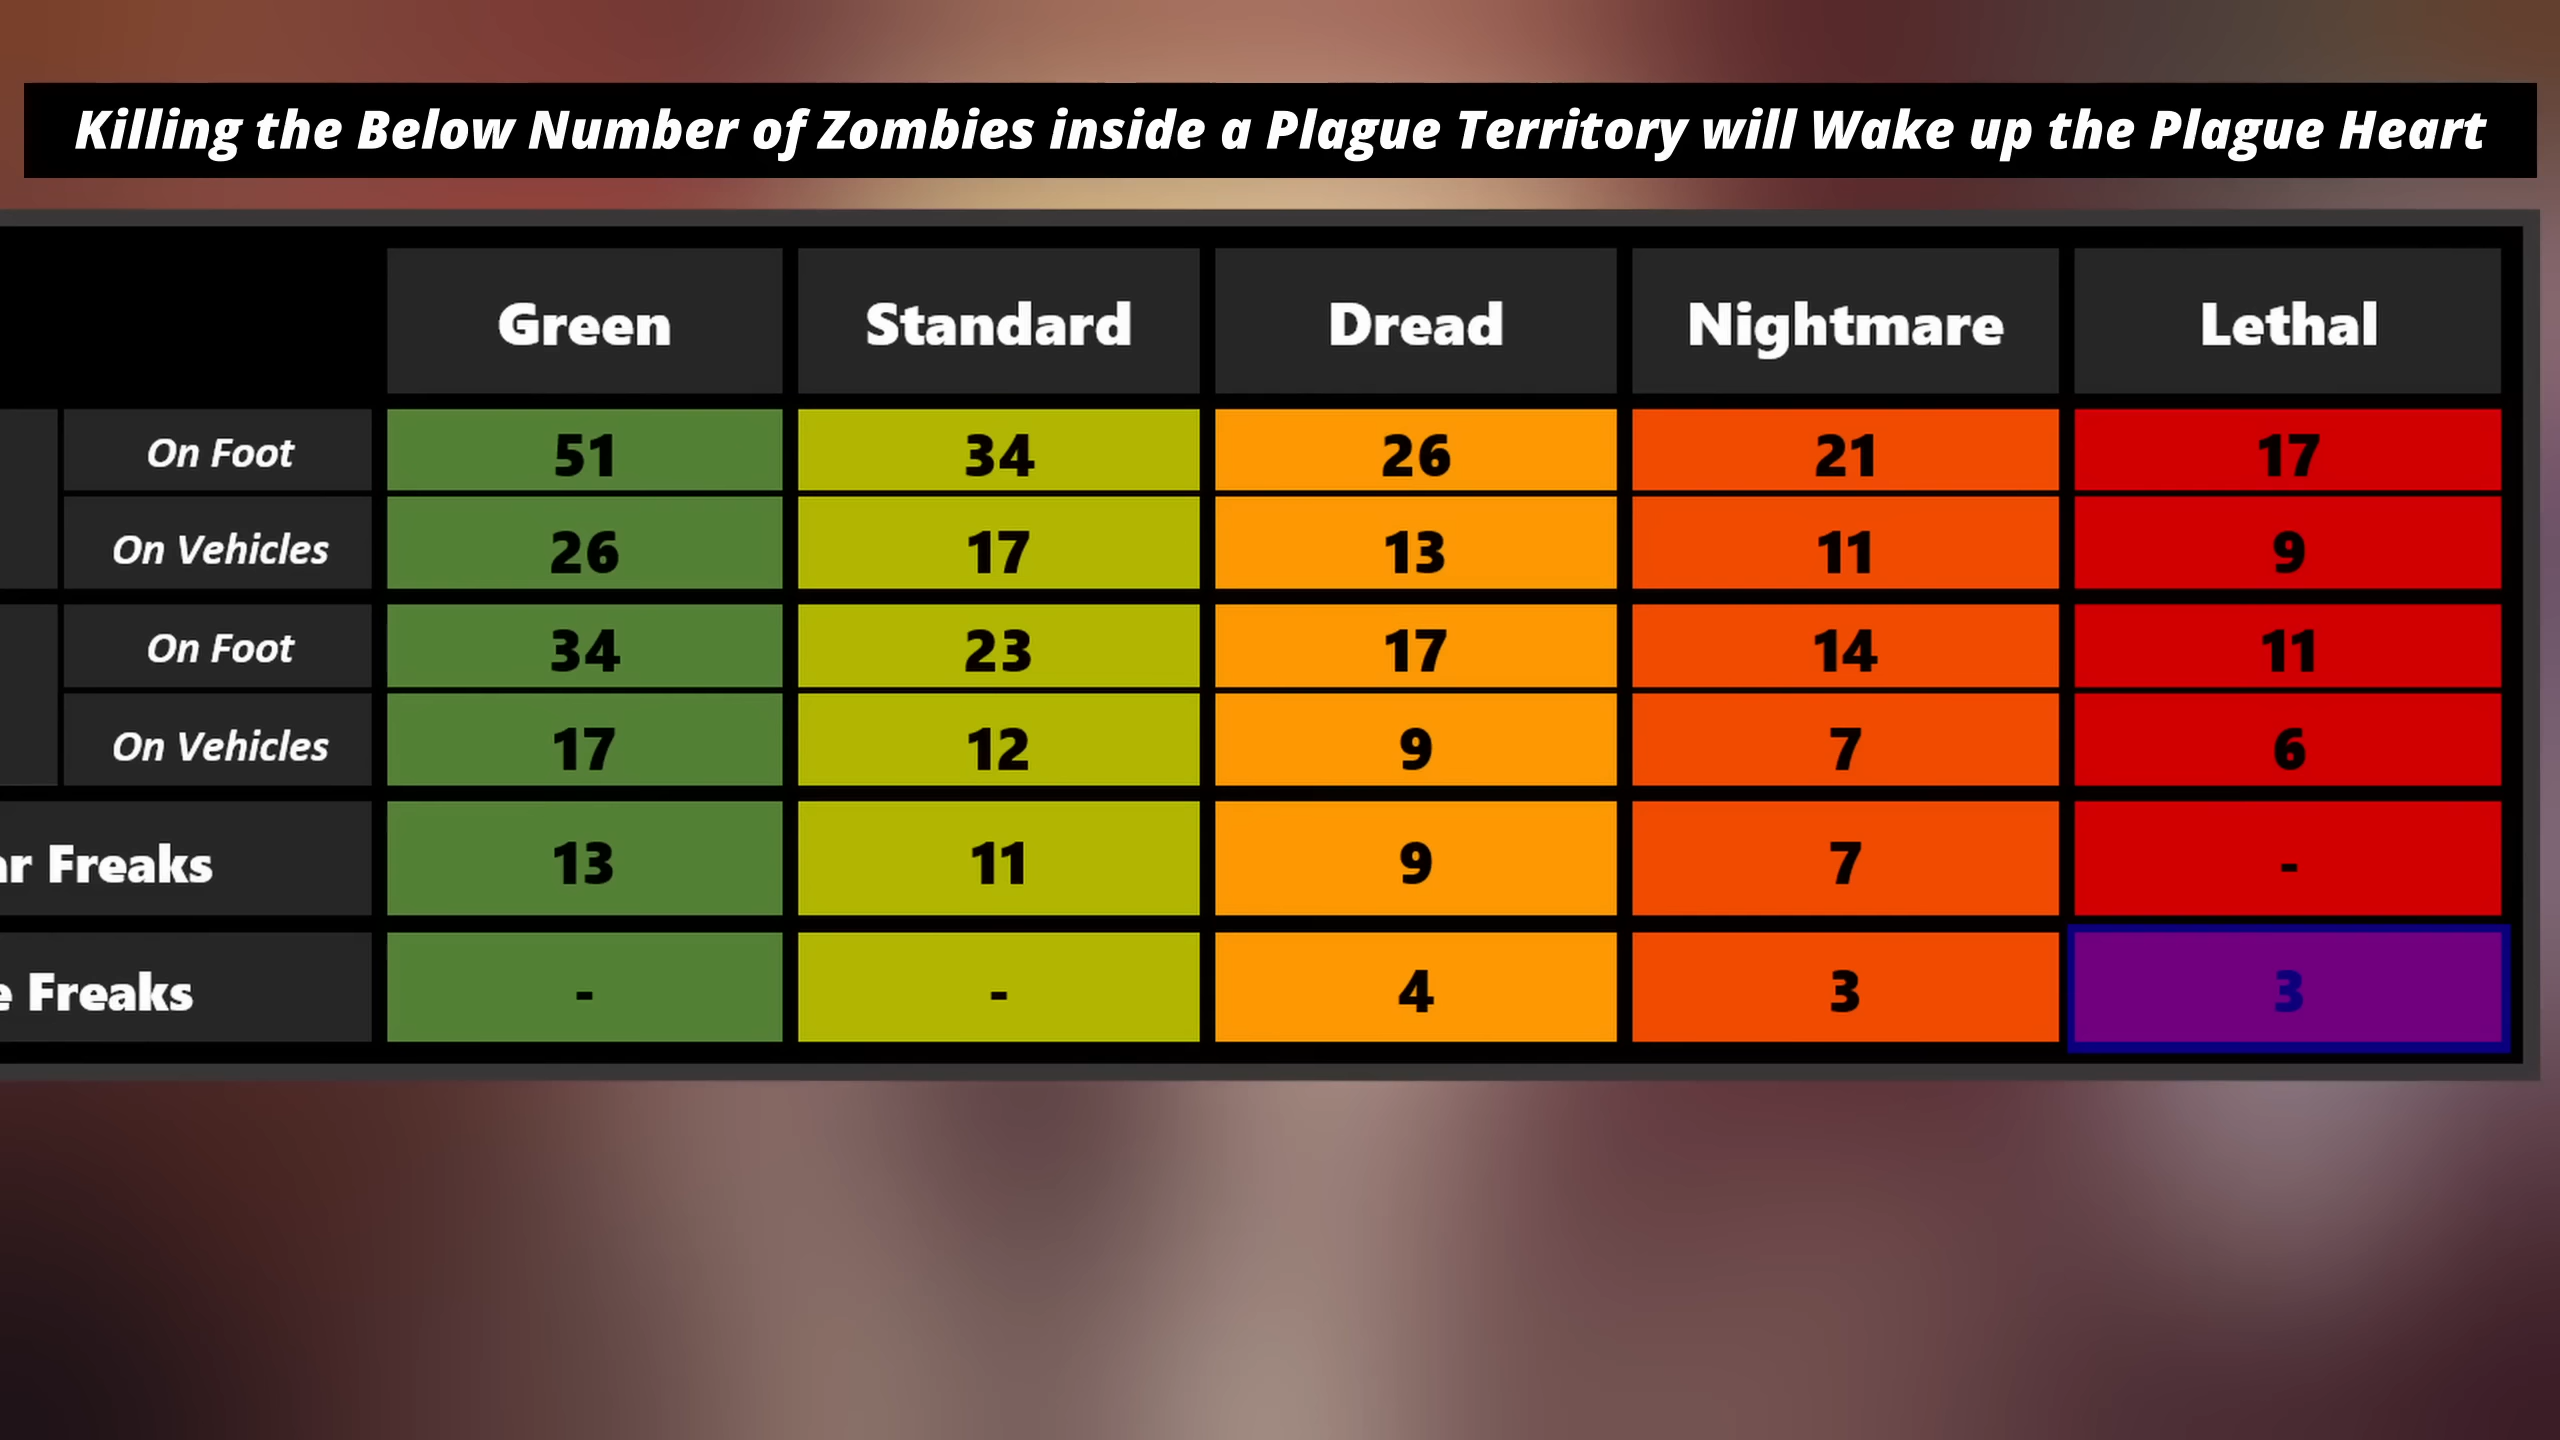 Killing the Below Number of Zombies inside a Plague Territory will Wake up the Plague Heart
Green Standard Dread Nightmare Lethal
On Foot 51 34 26 21 17
On Vehicles 26 17 13 11 9
On Foot 34 23 17 14 11
On Vehicles 17 12 9 7 6
Freaks 13 11 9 7 -
Freaks - - 4 3 3